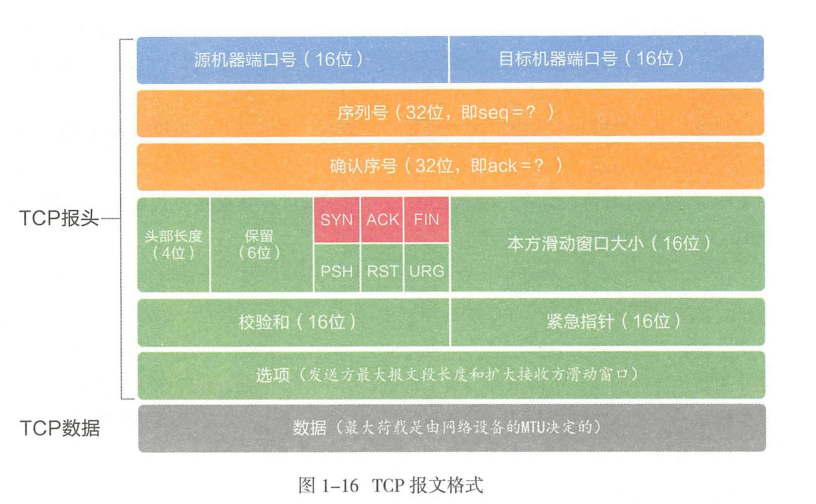 源机器端口号（16位）
目标机器端口号（16位）
序列号（32位，即seq=？）
确认序号（32位，即ack=？）
TCP报头
头部长度
（4位）
保留
（6位）
SYN
ACK
FIN
PSH
RST
URG
本方滑动窗口大小（16位）
校验和（16位）
紧急指针（16位）
选项（发送方最大报文段长度和扩大接收方滑动窗口）
TCP数据
数据（最大荷载是由网络设备的MTU决定的）
图 1-16 TCP 报文格式